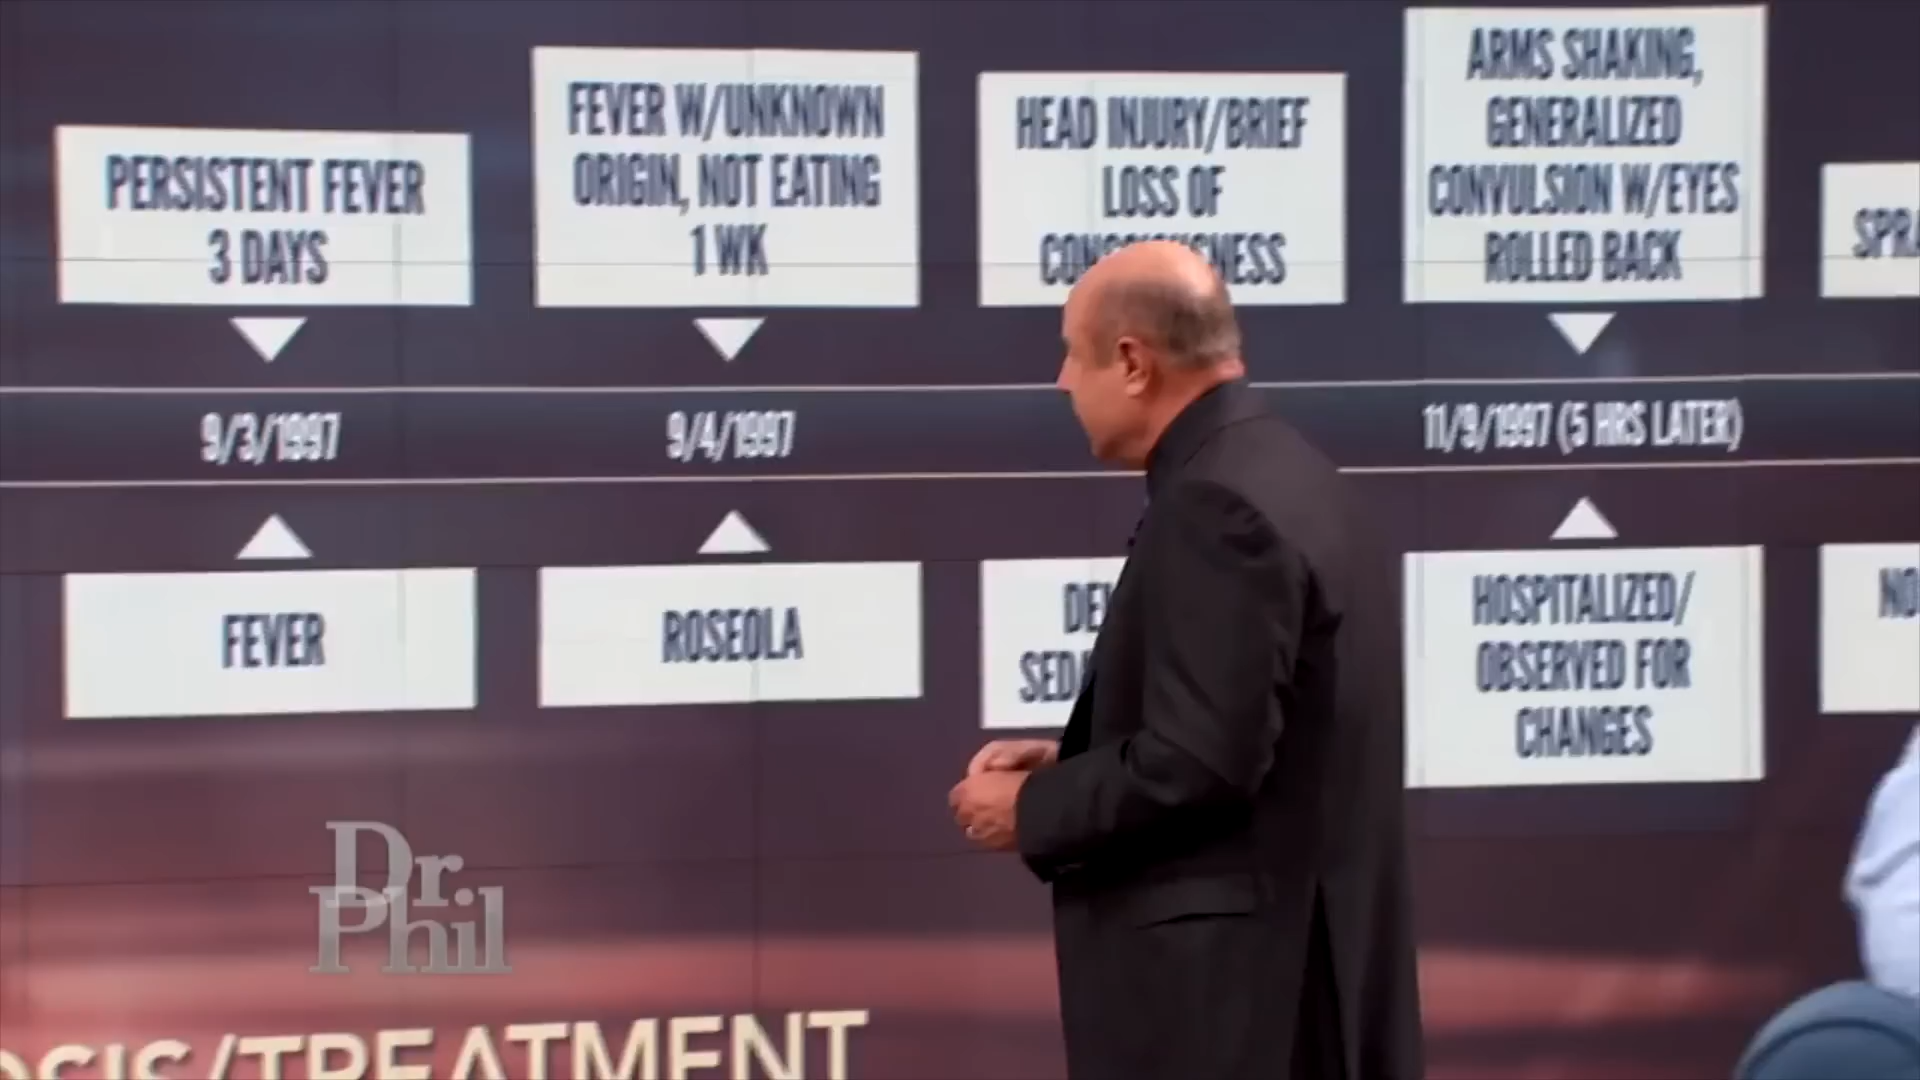 PERSISTENT FEVER
3 DAYS
FEVER W/UNKNOWN
ORIGIN, NOT EATING
1 WK
HEAD INJURY/BRIEF
LOSS OF
ARMS SHAKING,
GENERALIZED
CONVULSION W/EYES
ROLLED BACK
9/3/1997
9/4/1997
11/9/1997 (5 HRS LATER)
FEVER
ROSEOLA
HOSPITALIZED/
OBSERVED FOR
CHANGES
Dr.
Phil
/TREATMENT